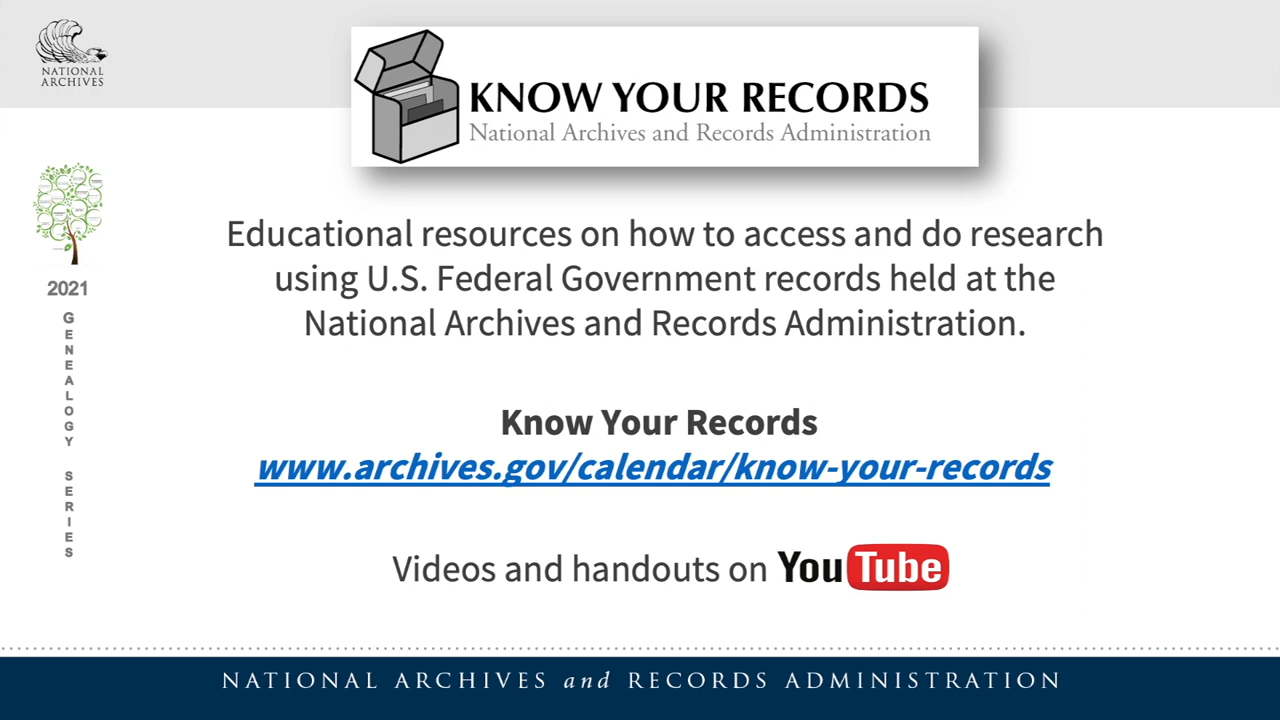 NATIONAL
ARCHIVES
KNOW YOUR RECORDS
National Archives and Records Administration
2021
GENEALOGY SERIES
Educational resources on how to access and do research
using U.S. Federal Government records held at the
National Archives and Records Administration.
Know Your Records
www.archives.gov/calendar/know-your-records
Videos and handouts on YouTube
NATIONAL ARCHIVES and RECORDS ADMINISTRATION